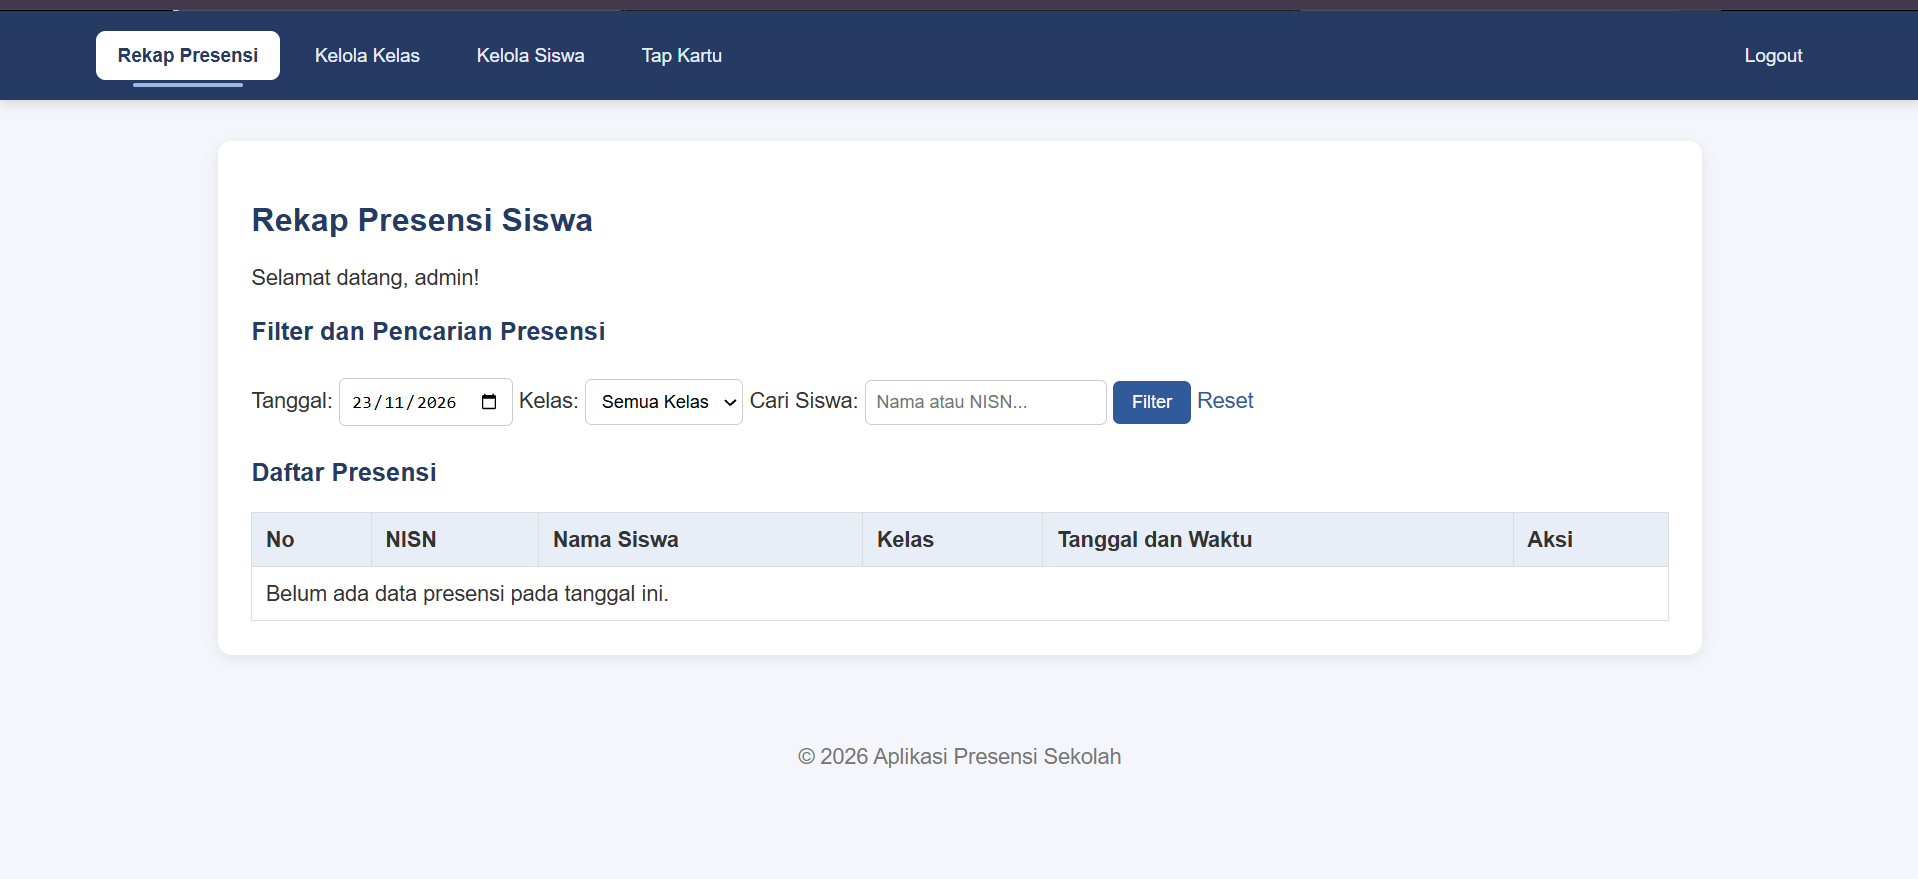 Rekap Presensi Kelola Kelas Kelola Siswa Tap Kartu Logout
Rekap Presensi Siswa
Selamat datang, admin!
Filter dan Pencarian Presensi
Tanggal: 23/11/2026 Kelas: Semua Kelas Cari Siswa: Nama atau NISN... Filter Reset
Daftar Presensi
No NISN Nama Siswa Kelas Tanggal dan Waktu Aksi
Belum ada data presensi pada tanggal ini.
© 2026 Aplikasi Presensi Sekolah